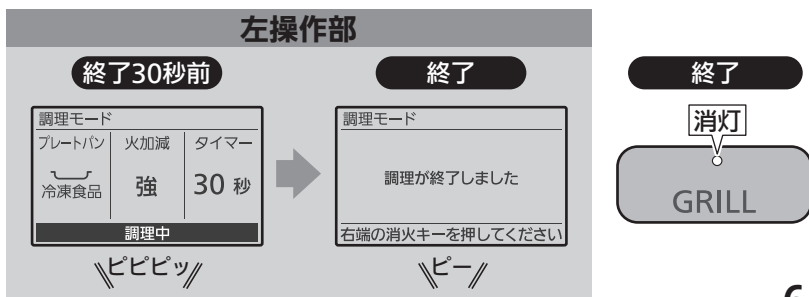 左操作部
終了30秒前
調理モード
プレートパン 火加減 タイマー
冷凍食品 強 30 秒
調理中
ピピピッ
終了
調理モード
調理が終了しました
右端の消火キーを押してください
ピー
終了
消灯
GRILL